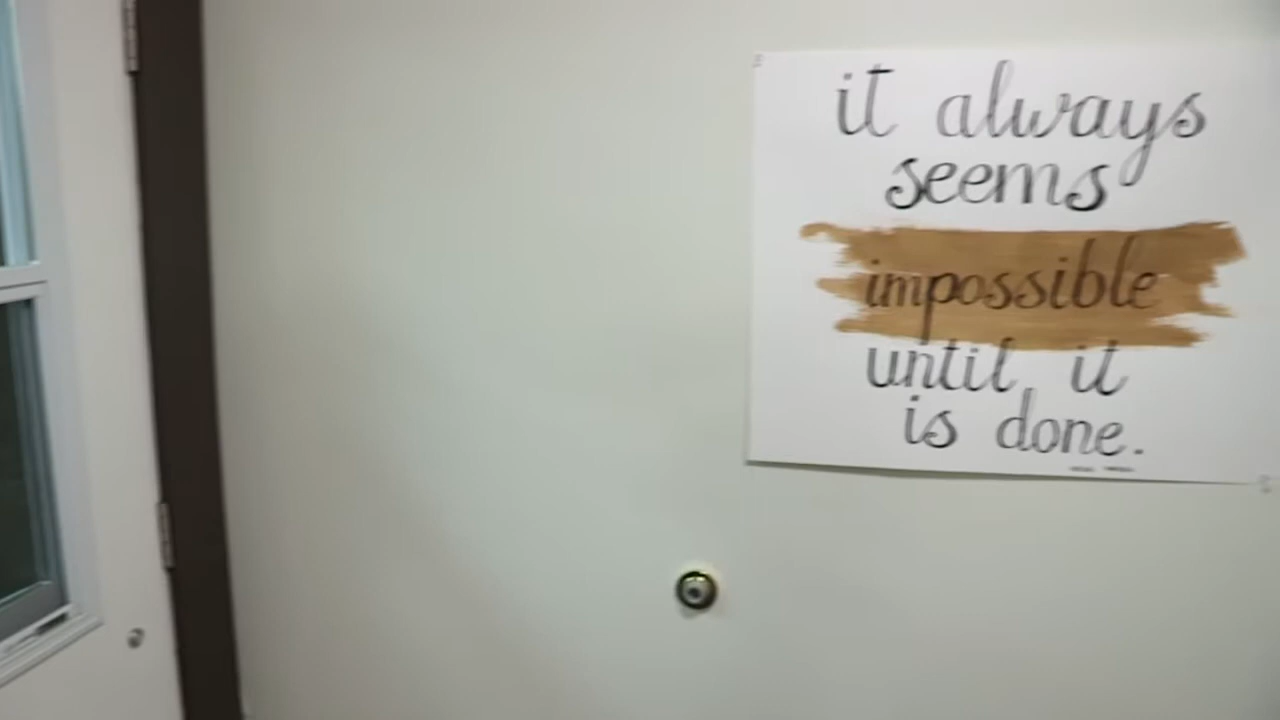 it always
seems
impossible
until it
is done.